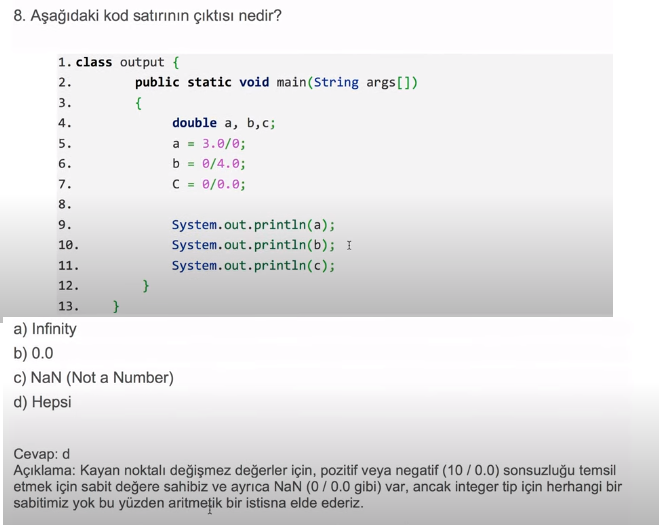 8. Aşağıdaki kod satırının çıktısı nedir?
1. class output {
2. public static void main(String args[])
3. {
4. double a, b,c;
5. a = 3.0/0;
6. b = 0/4.0;
7. C = 0/0.0;
8.
9. System.out.println(a);
10. System.out.println(b);
11. System.out.println(c);
12. }
13. }
a) Infinity
b) 0.0
c) NaN (Not a Number)
d) Hepsi
Cevap: d
Açıklama: Kayan noktalı değişmez değerler için, pozitif veya negatif (10 / 0.0) sonsuzluğu temsil
etmek için sabit değere sahibiz ve ayrıca NaN (0 / 0.0 gibi) var, ancak integer tip için herhangi bir
sabitimiz yok bu yüzden aritmetik bir istisna elde ederiz.